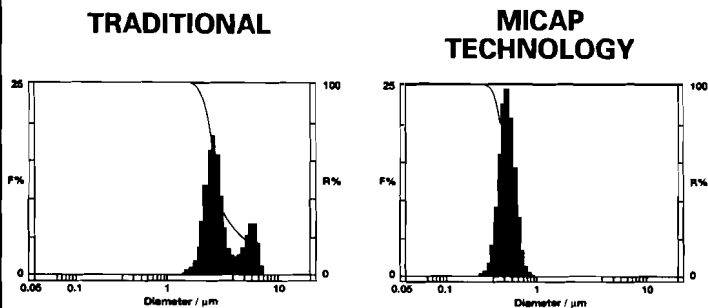 TRADITIONAL
25
100
F%
R%
0
0
0.05
0.1
1
10
Diameter / μm
MICAP
TECHNOLOGY
25
100
F%
R%
0
0
0.05
0.1
1
10
Diameter / μm